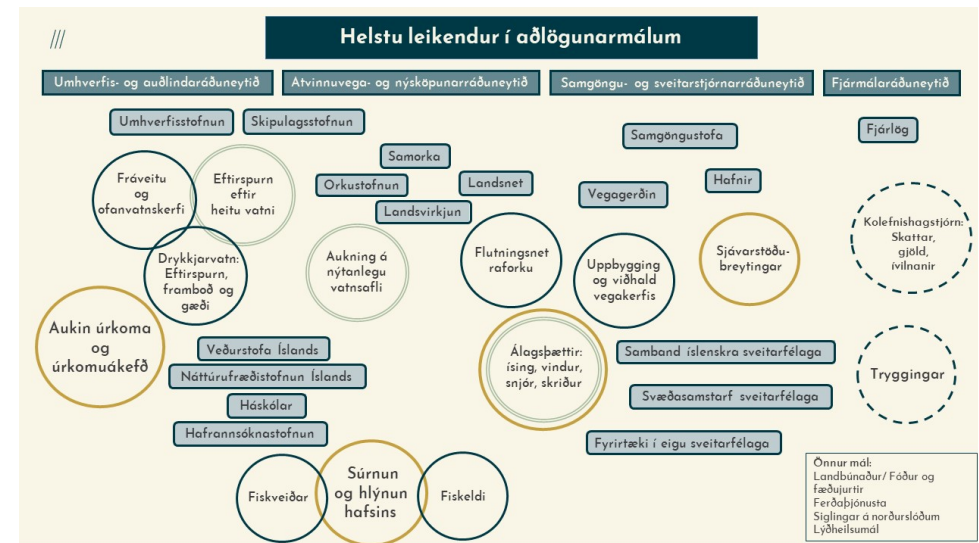 ///
Helstu leikendur í aðlögunarmálum
Umhverfis- og auðlindaráðuneytið
Atvinnuvega- og nýsköpunarráðuneytið
Samgöngu- og sveitarstjórnarráðuneytið
Fjármálaráðuneytið
Umhverfisstofnun
Skipulagsstofnun
Samorka
Orkustofnun
Landsnet
Landsvirkjun
Samgöngustofa
Hafnir
Vegagerðin
Fjárlög
Fráveitu
og
ofanvatnskerfi
Eftirspurn
eftir
heitu vatni
Drykkjarvatn:
Eftirspurn,
framboð og
gæði
Aukning á
nýtanlegu
vatnsafli
Flutningsnet
raforku
Uppbygging
og viðhald
vegakerfis
Sjávarstöðu-
breytingar
Kolefnishagstjórn:
Skattar,
gjöld,
ívilnanir
Aukin úrkoma
og
úrkomuákefð
Veðurstofa Íslands
Náttúrufræðistofnun Íslands
Háskólar
Hafrannsóknastofnun
Álagsþættir:
ísing, vindur,
snjór, skriður
Samband íslenskra sveitarfélaga
Svæðasamstarf sveitarfélaga
Fyrirtæki í eigu sveitarfélaga
Tryggingar
Fiskveiðar
Súrnun
og hlýnun
hafsins
Fiskeldi
Önnur mál:
Landbúnaður/ Fóður og
fæðujurtir
Ferðaþjónusta
Siglingar á norðurslóðum
Lýðheilsumál